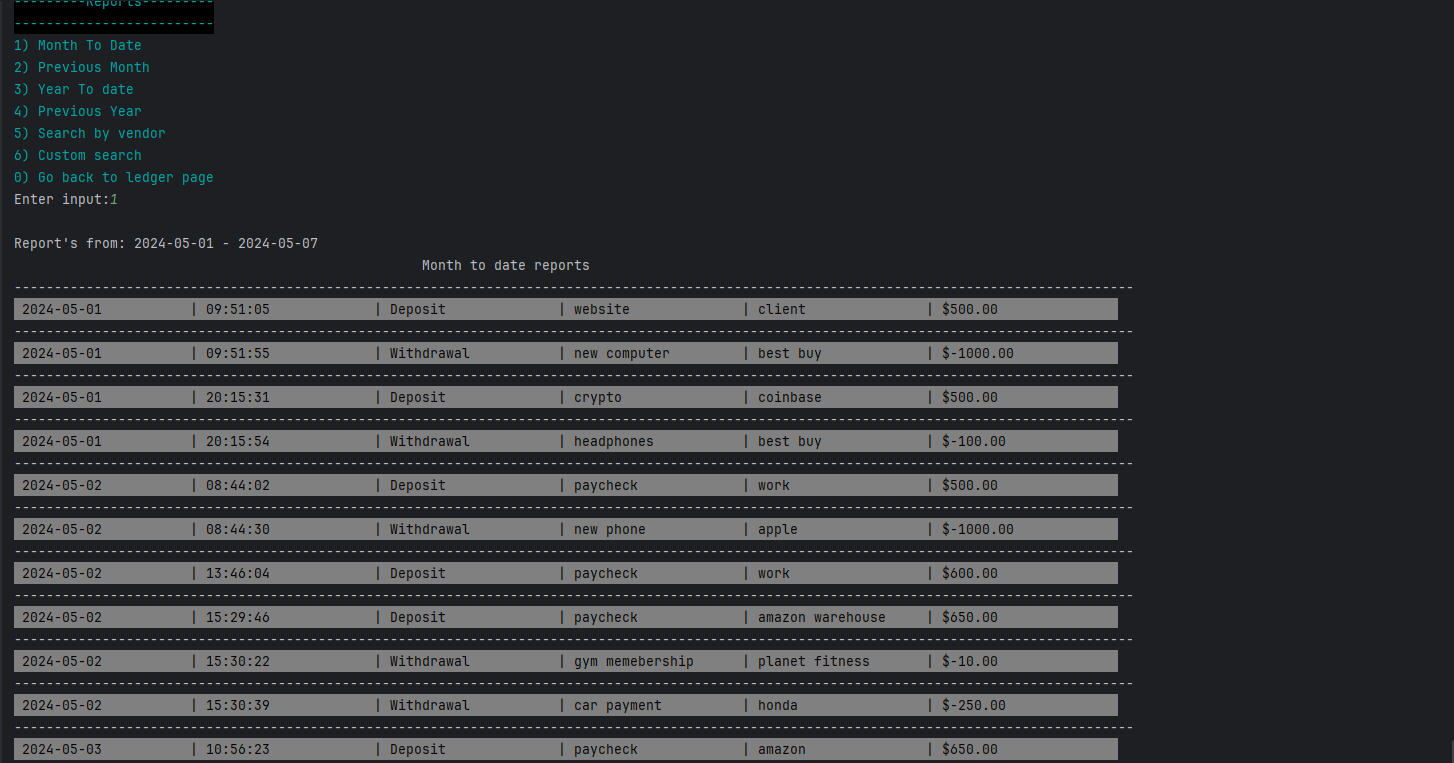 ---------Reports---------
-------------------------
1) Month To Date
2) Previous Month
3) Year To date
4) Previous Year
5) Search by vendor
6) Custom search
0) Go back to ledger page
Enter input:1
Report's from: 2024-05-01 - 2024-05-07
Month to date reports
--------------------------------------------------------------------------------------------------------------------------------------------
2024-05-01 | 09:51:05 | Deposit | website | client | $500.00
--------------------------------------------------------------------------------------------------------------------------------------------
2024-05-01 | 09:51:55 | Withdrawal | new computer | best buy | $-1000.00
--------------------------------------------------------------------------------------------------------------------------------------------
2024-05-01 | 20:15:31 | Deposit | crypto | coinbase | $500.00
--------------------------------------------------------------------------------------------------------------------------------------------
2024-05-01 | 20:15:54 | Withdrawal | headphones | best buy | $-100.00
--------------------------------------------------------------------------------------------------------------------------------------------
2024-05-02 | 08:44:02 | Deposit | paycheck | work | $500.00
--------------------------------------------------------------------------------------------------------------------------------------------
2024-05-02 | 08:44:30 | Withdrawal | new phone | apple | $-1000.00
--------------------------------------------------------------------------------------------------------------------------------------------
2024-05-02 | 13:46:04 | Deposit | paycheck | work | $600.00
--------------------------------------------------------------------------------------------------------------------------------------------
2024-05-02 | 15:29:46 | Deposit | paycheck | amazon warehouse | $650.00
--------------------------------------------------------------------------------------------------------------------------------------------
2024-05-02 | 15:30:22 | Withdrawal | gym memebership | planet fitness | $-10.00
--------------------------------------------------------------------------------------------------------------------------------------------
2024-05-02 | 15:30:39 | Withdrawal | car payment | honda | $-250.00
--------------------------------------------------------------------------------------------------------------------------------------------
2024-05-03 | 10:56:23 | Deposit | paycheck | amazon | $650.00